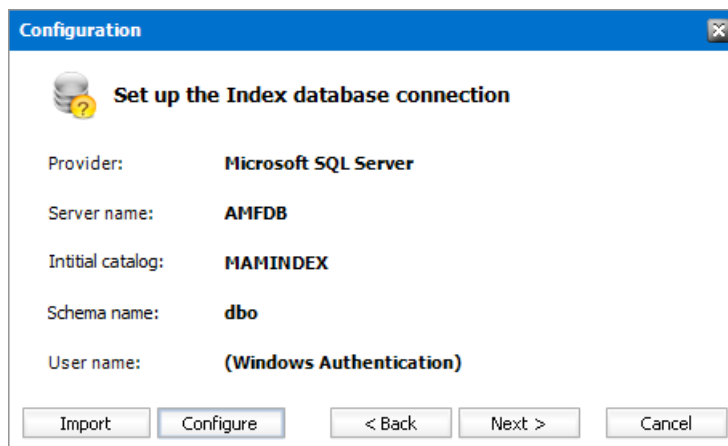 Configuration
Set up the Index database connection
Provider: Microsoft SQL Server
Server name: AMFDB
Intitial catalog: MAMINDEX
Schema name: dbo
User name: (Windows Authentication)
Import Configure < Back Next > Cancel